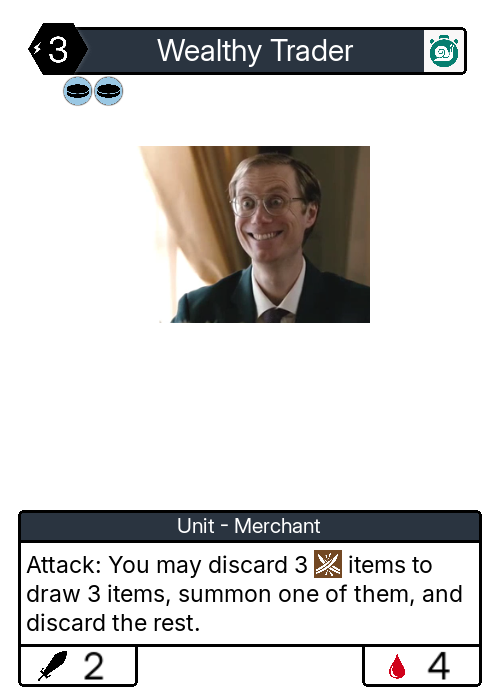 3 Wealthy Trader
Unit - Merchant
Attack: You may discard 3 items to
draw 3 items, summon one of them, and
discard the rest.
2 4